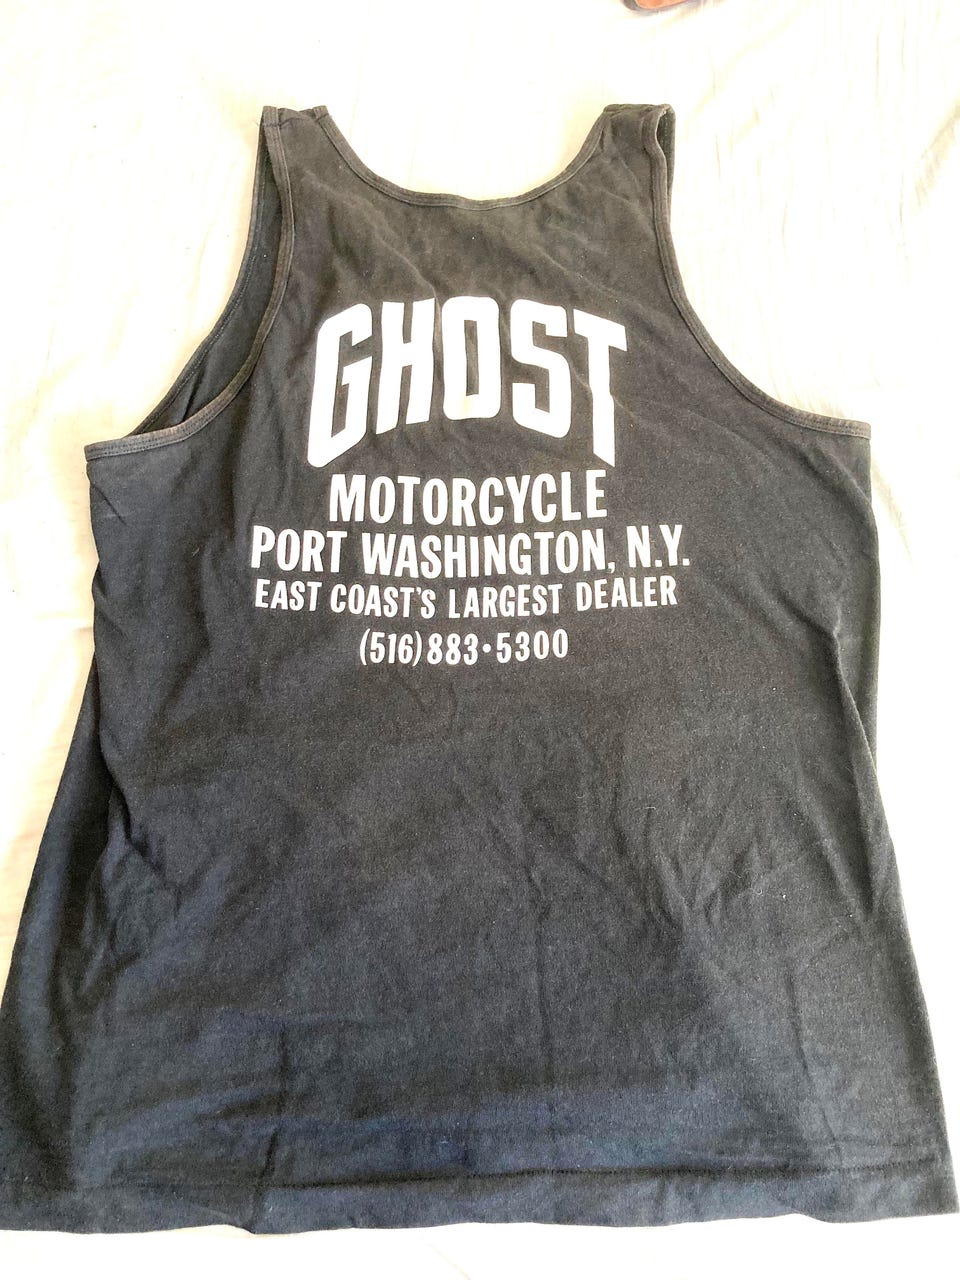 GHOST
MOTORCYCLE
PORT WASHINGTON, N.Y.
EAST COAST'S LARGEST DEALER
(516)883•5300